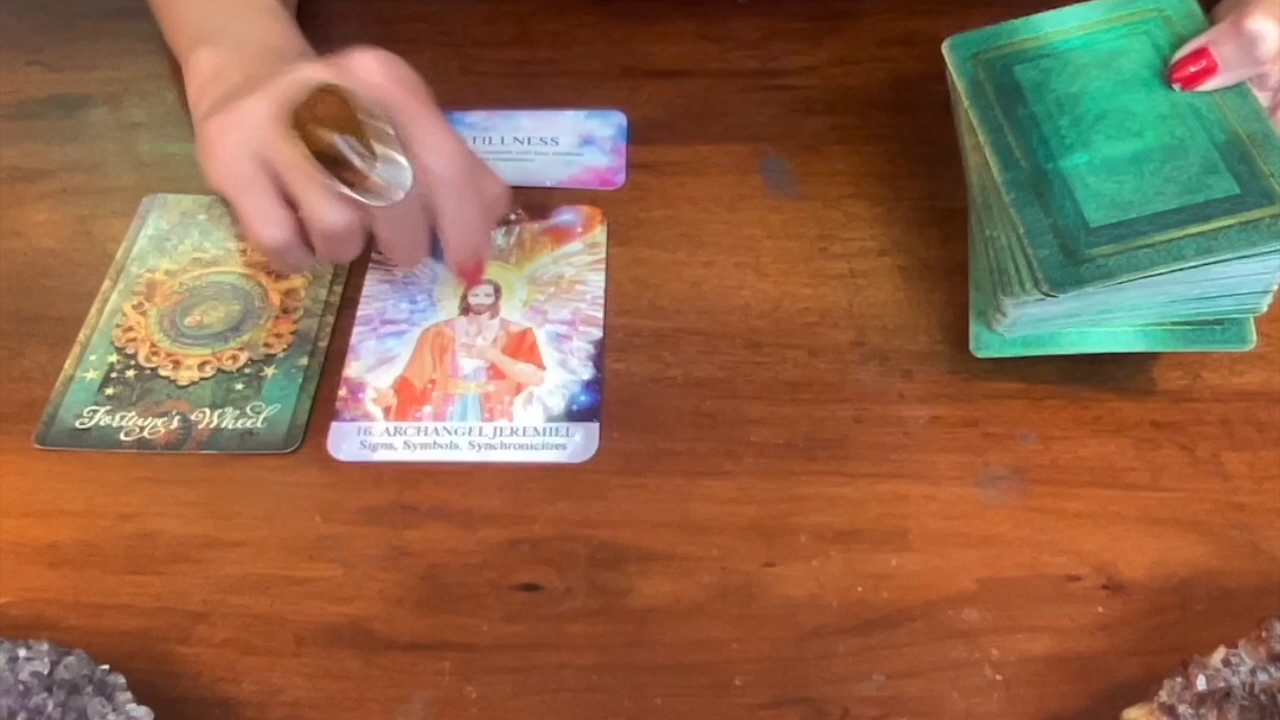 TILLNESS
Fortune's Wheel
16. ARCHANGEL JEREMIEL
Signs, Symbols, Synchronicities